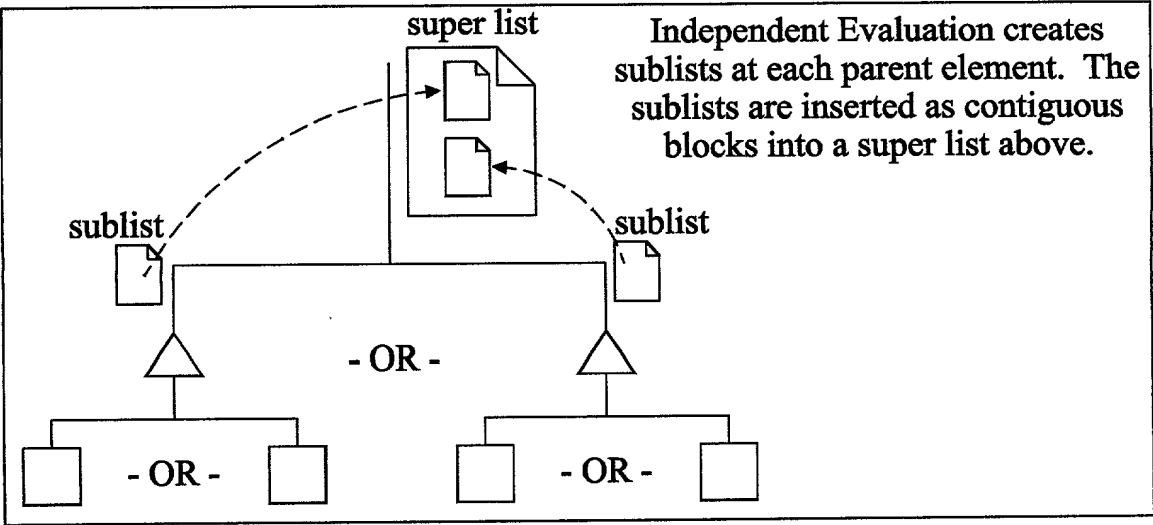 super list
Independent Evaluation creates
sublists at each parent element. The
sublists are inserted as contiguous
blocks into a super list above.
sublist
sublist
- OR -
- OR -
- OR -